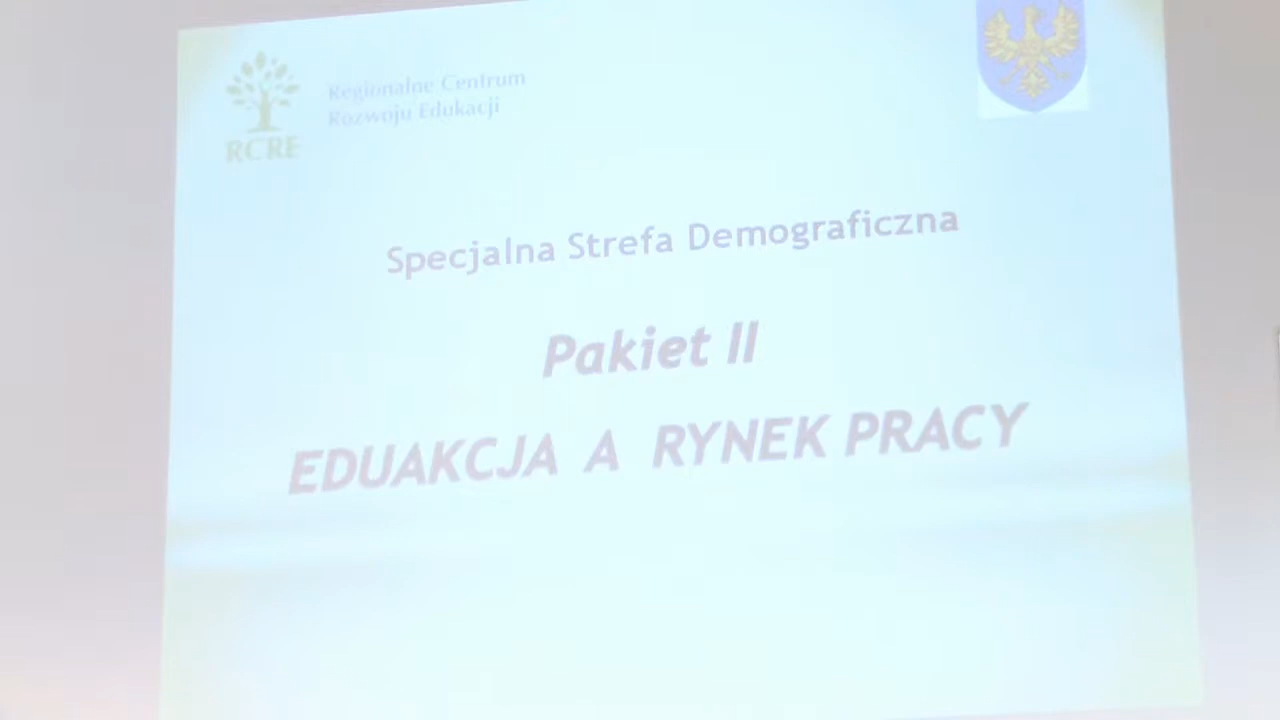 RCRE
Regionalne Centrum
Rozwoju Edukacji
Specjalna Strefa Demograficzna
Pakiet II
EDUAKCJA A RYNEK PRACY